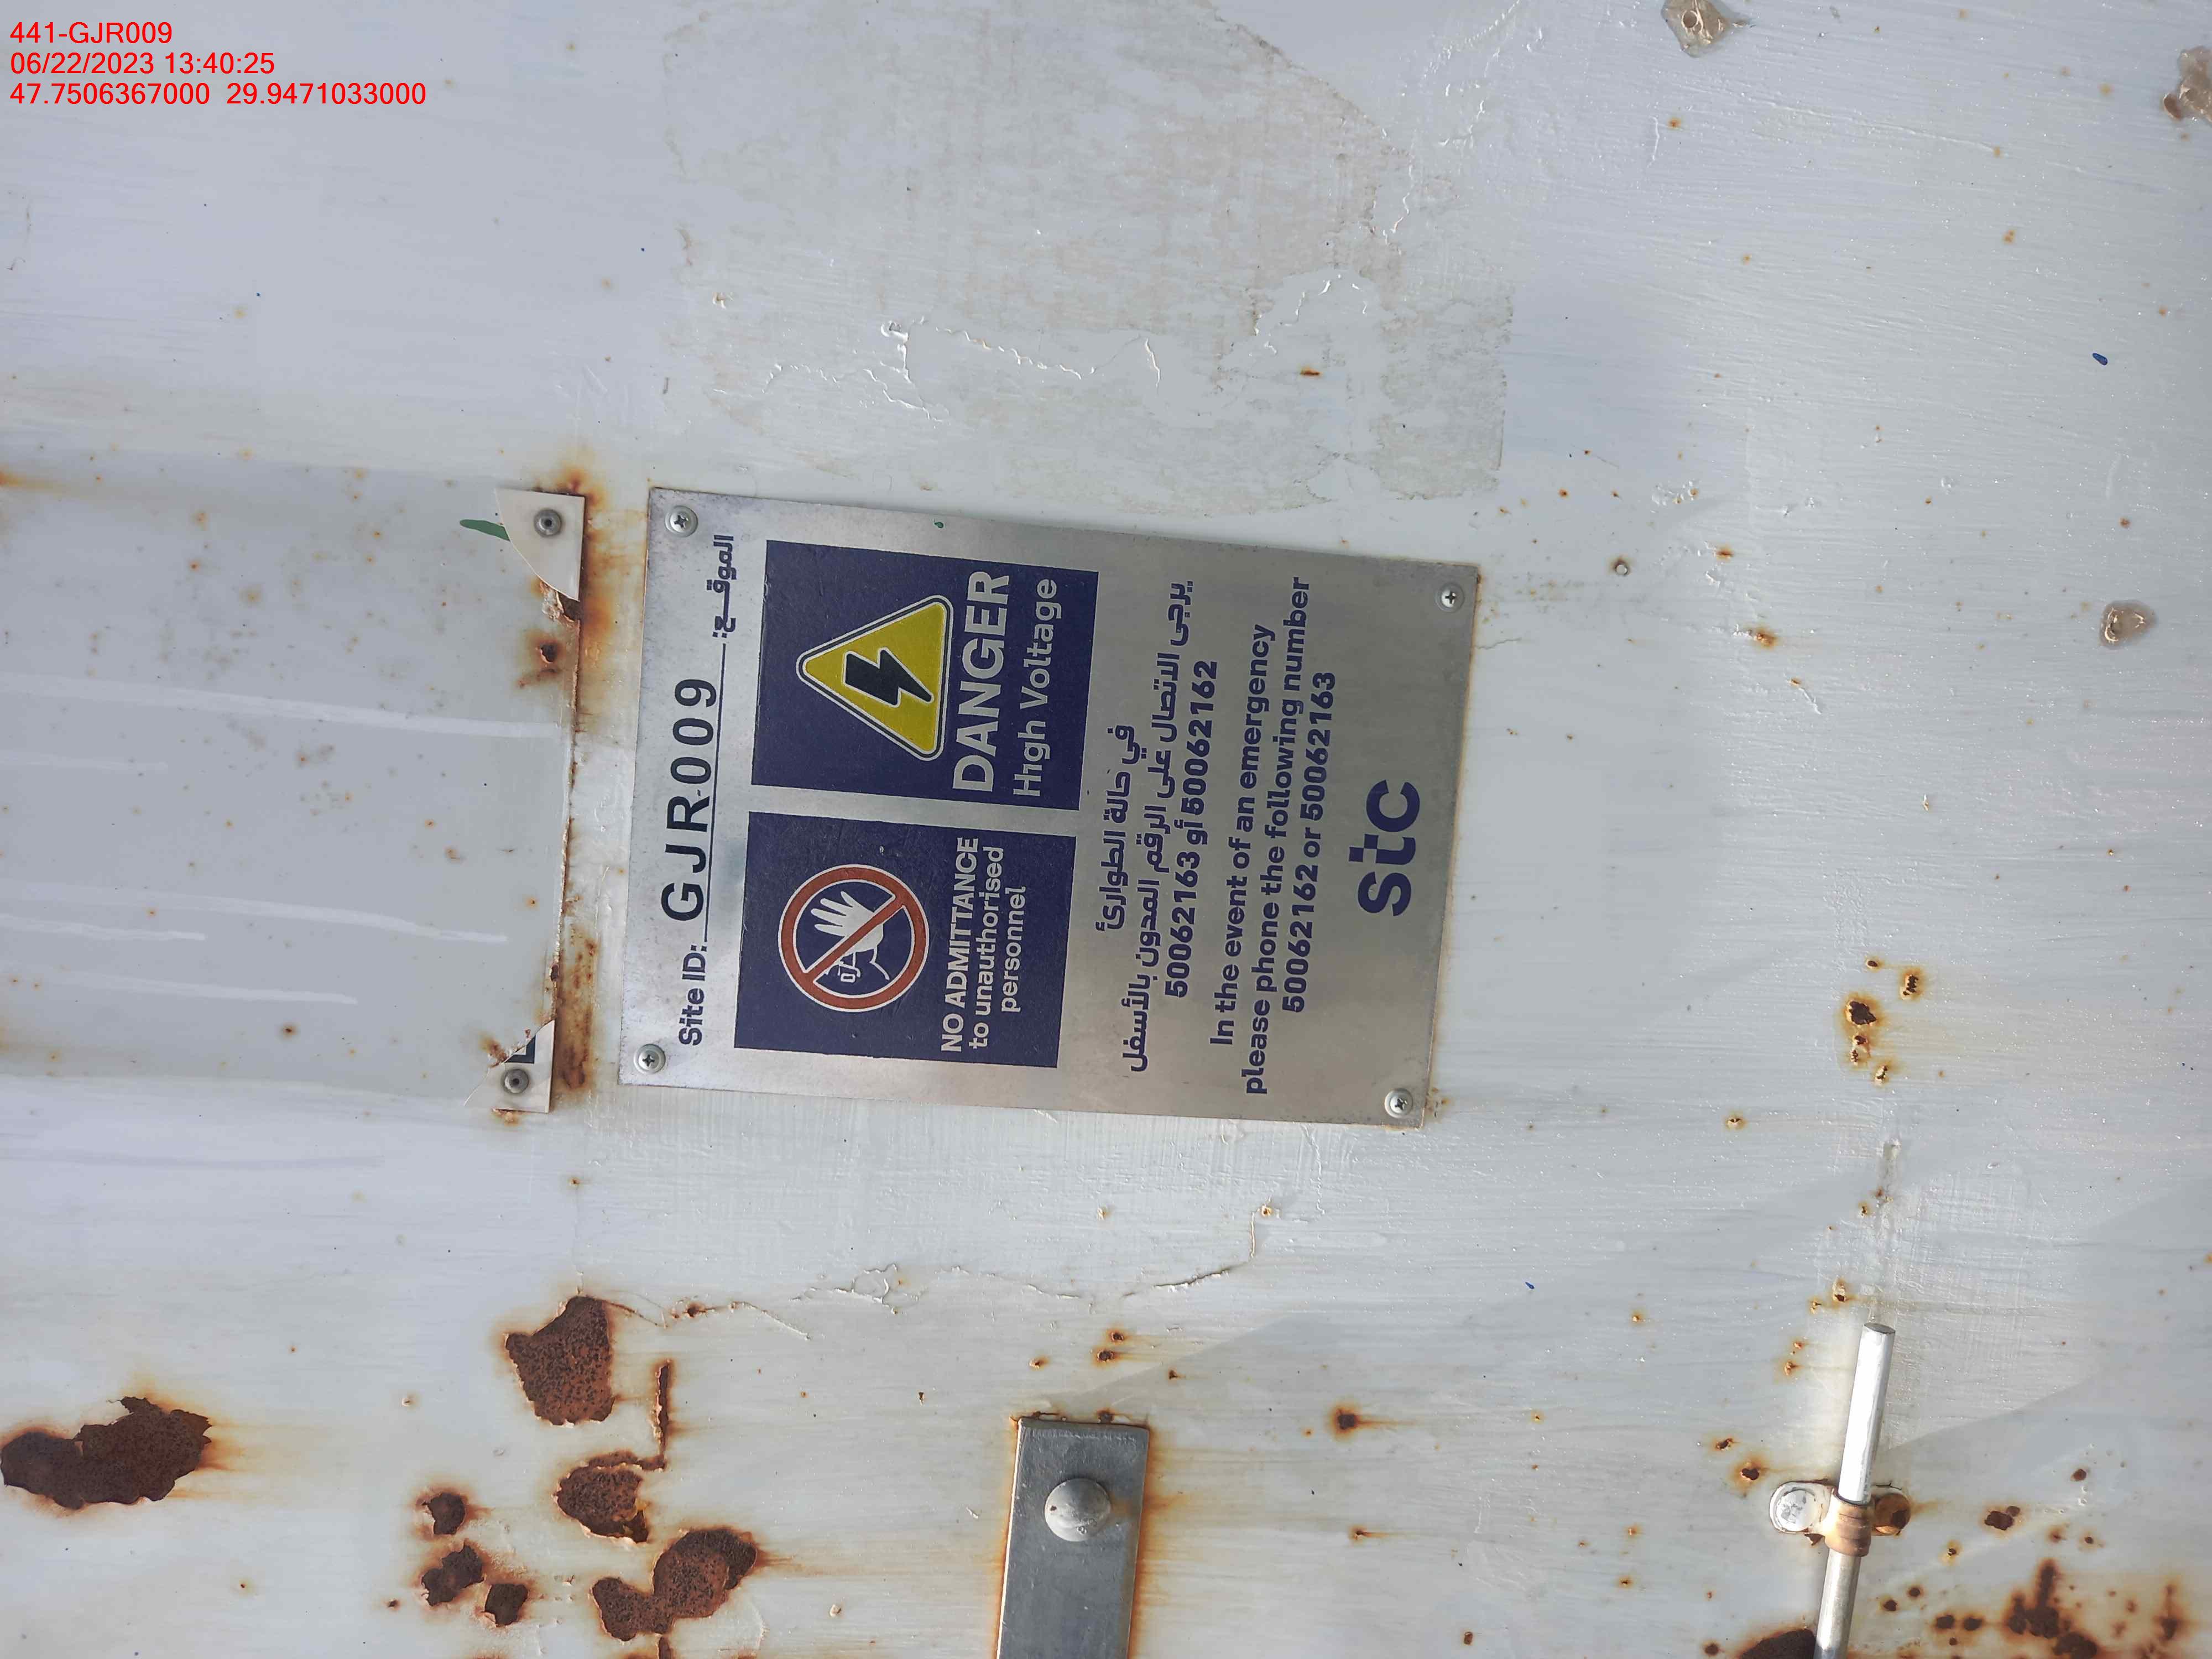 441-GJR009
06/22/2023 13:40:25
47.7506367000 29.9471033000
Site ID: GJR-009 الموقع:
NO ADMITTANCE
to unauthorised
personnel
DANGER
High Voltage
في حالة الطوارئ
يرجى الاتصال على الرقم المدون بالأسفل
50062163 أو 50062162
In the event of an emergency
please phone the following number
50062162 or 50062163
stc